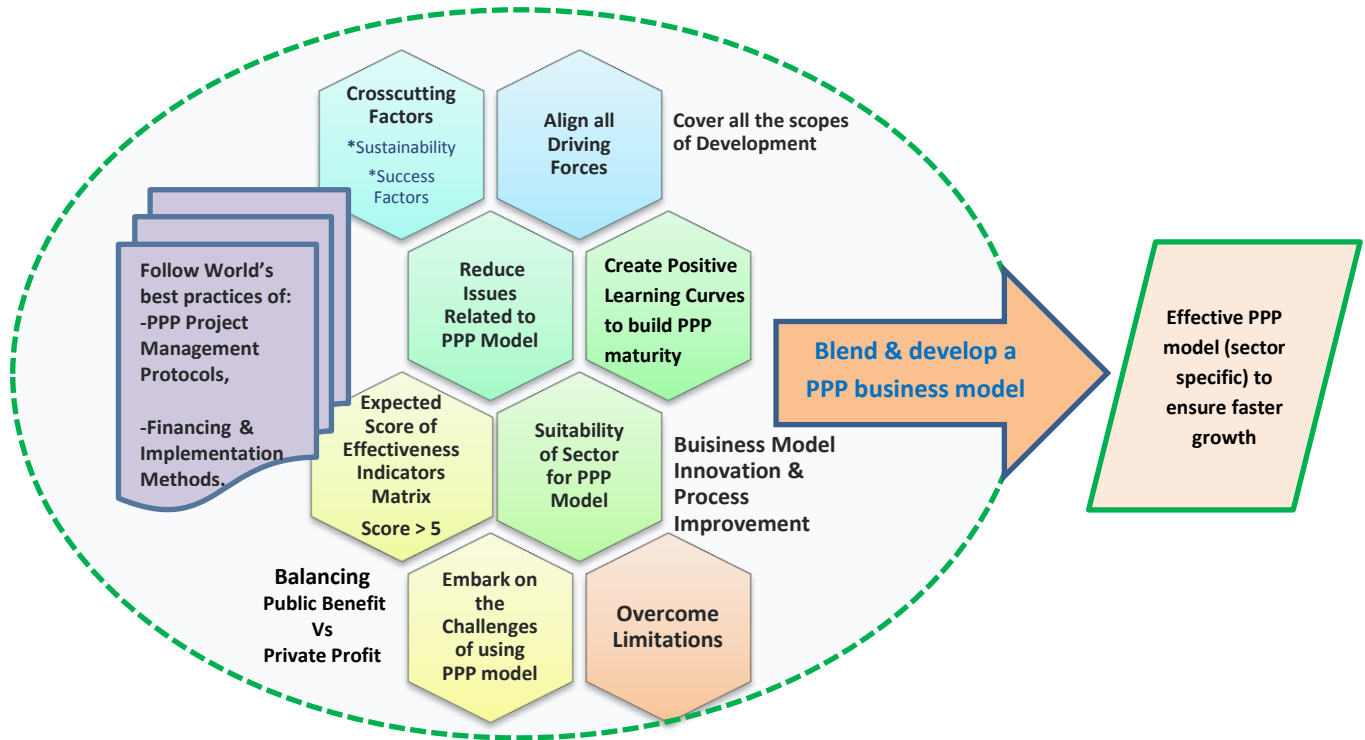 Crosscutting
Factors
*Sustainability
*Success
Factors
Align all
Driving
Forces
Cover all the scopes
of Development
Follow World's
best practices of:
-PPP Project
Management
Protocols,
-Financing &
Implementation
Methods.
Reduce
Issues
Related to
PPP Model
Create Positive
Learning Curves
to build PPP
maturity
Blend & develop a
PPP business model
Effective PPP
model (sector
specific) to
ensure faster
growth
Expected
Score of
Effectiveness
Indicators
Matrix
Score > 5
Suitability
of Sector
for PPP
Model
Buisiness Model
Innovation &
Process
Improvement
Balancing
Public Benefit
Vs
Private Profit
Embark on
the
Challenges
of using
PPP model
Overcome
Limitations